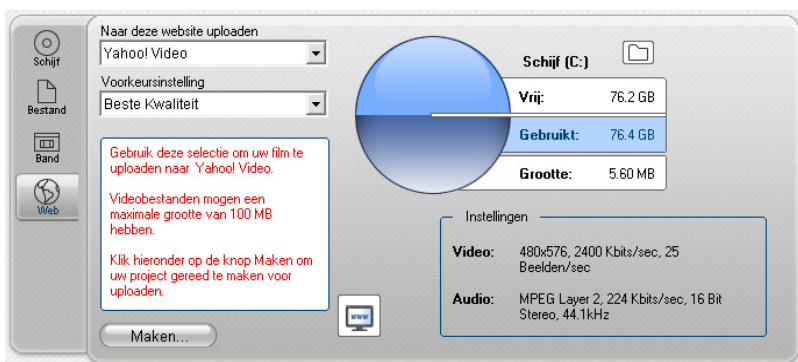 Schijf
Bestand
Band
Web
Naar deze website uploaden
Yahoo! Video
Voorkeursinstelling
Beste Kwaliteit
Gebruik deze selectie om uw film te
uploaden naar Yahoo! Video.
Videobestanden mogen een
maximale grootte van 100 MB
hebben.
Klik hieronder op de knop Maken om
uw project gereed te maken voor
uploaden.
Maken...
www
Schijf (C:)
Vrij: 76.2 GB
Gebruikt: 76.4 GB
Grootte: 5.60 MB
Instellingen
Video: 480x576, 2400 Kbits/sec, 25
Beelden/sec
Audio: MPEG Layer 2, 224 Kbits/sec, 16 Bit
Stereo, 44.1kHz